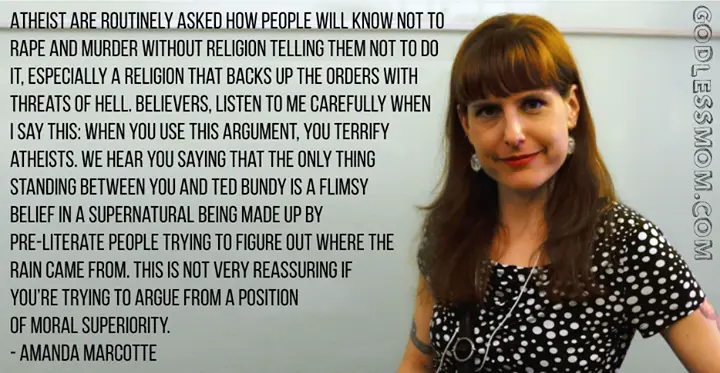 ATHEIST ARE ROUTINELY ASKED HOW PEOPLE WILL KNOW NOT TO
RAPE AND MURDER WITHOUT RELIGION TELLING THEM NOT TO DO
IT, ESPECIALLY A RELIGION THAT BACKS UP THE ORDERS WITH
THREATS OF HELL. BELIEVERS, LISTEN TO ME CAREFULLY WHEN
I SAY THIS: WHEN YOU USE THIS ARGUMENT, YOU TERRIFY
ATHEISTS. WE HEAR YOU SAYING THAT THE ONLY THING
STANDING BETWEEN YOU AND TED BUNDY IS A FLIMSY
BELIEF IN A SUPERNATURAL BEING MADE UP BY
PRE-LITERATE PEOPLE TRYING TO FIGURE OUT WHERE THE
RAIN CAME FROM. THIS IS NOT VERY REASSURING IF
YOU'RE TRYING TO ARGUE FROM A POSITION
OF MORAL SUPERIORITY.
- AMANDA MARCOTTE
GODLESSMOM.COM